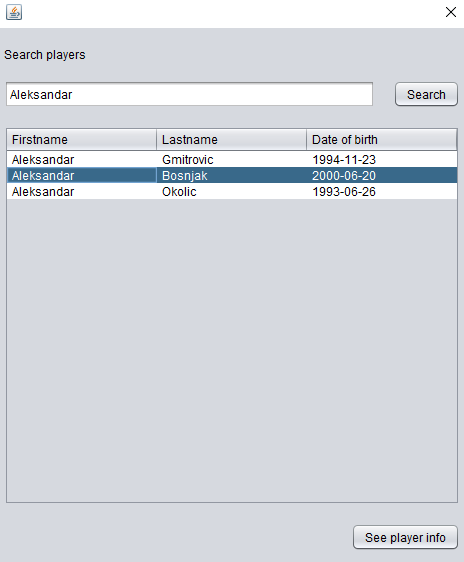 Search players
Aleksandar Search
Firstname Lastname Date of birth
Aleksandar Gmitrovic 1994-11-23
Aleksandar Bosnjak 2000-06-20
Aleksandar Okolic 1993-06-26
See player info